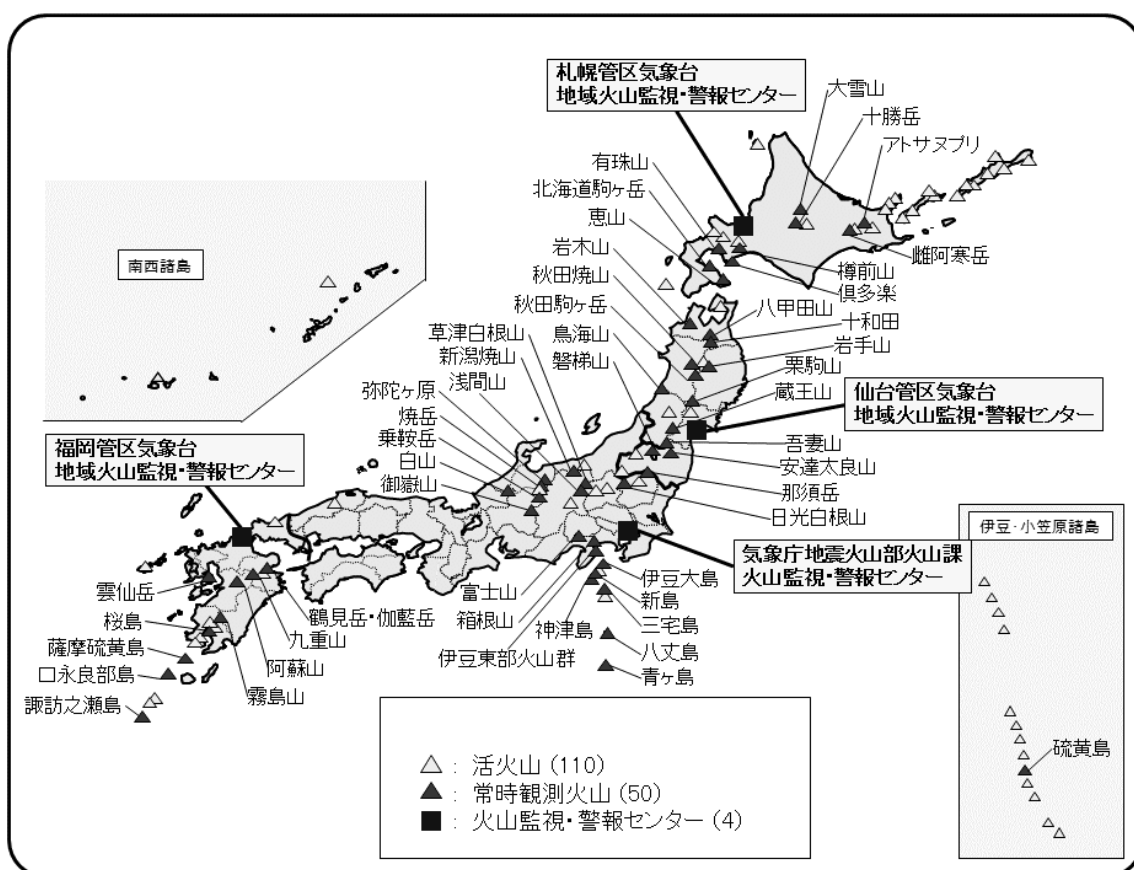 札幌管区気象台
地域火山監視・警報センター
大雪山
十勝岳
アトサヌプリ
有珠山
北海道駒ヶ岳
恵山
岩木山
秋田焼山
秋田駒ヶ岳
鳥海山
磐梯山
草津白根山
新潟焼山
浅間山
弥陀ヶ原
焼岳
乗鞍岳
白山
御嶽山
雌阿寒岳
樽前山
倶多楽
八甲田山
十和田
岩手山
栗駒山
蔵王山
仙台管区気象台
地域火山監視・警報センター
吾妻山
安達太良山
那須岳
日光白根山
南西諸島
福岡管区気象台
地域火山監視・警報センター
気象庁地震火山部火山課
火山監視・警報センター
伊豆・小笠原諸島
硫黄島
雲仙岳
桜島
薩摩硫黄島
口永良部島
諏訪之瀬島
鶴見岳・伽藍岳
九重山
阿蘇山
霧島山
富士山
箱根山
伊豆東部火山群
伊豆大島
新島
神津島
三宅島
八丈島
青ヶ島
△ : 活火山 (110)
▲ : 常時観測火山 (50)
■ : 火山監視・警報センター (4)